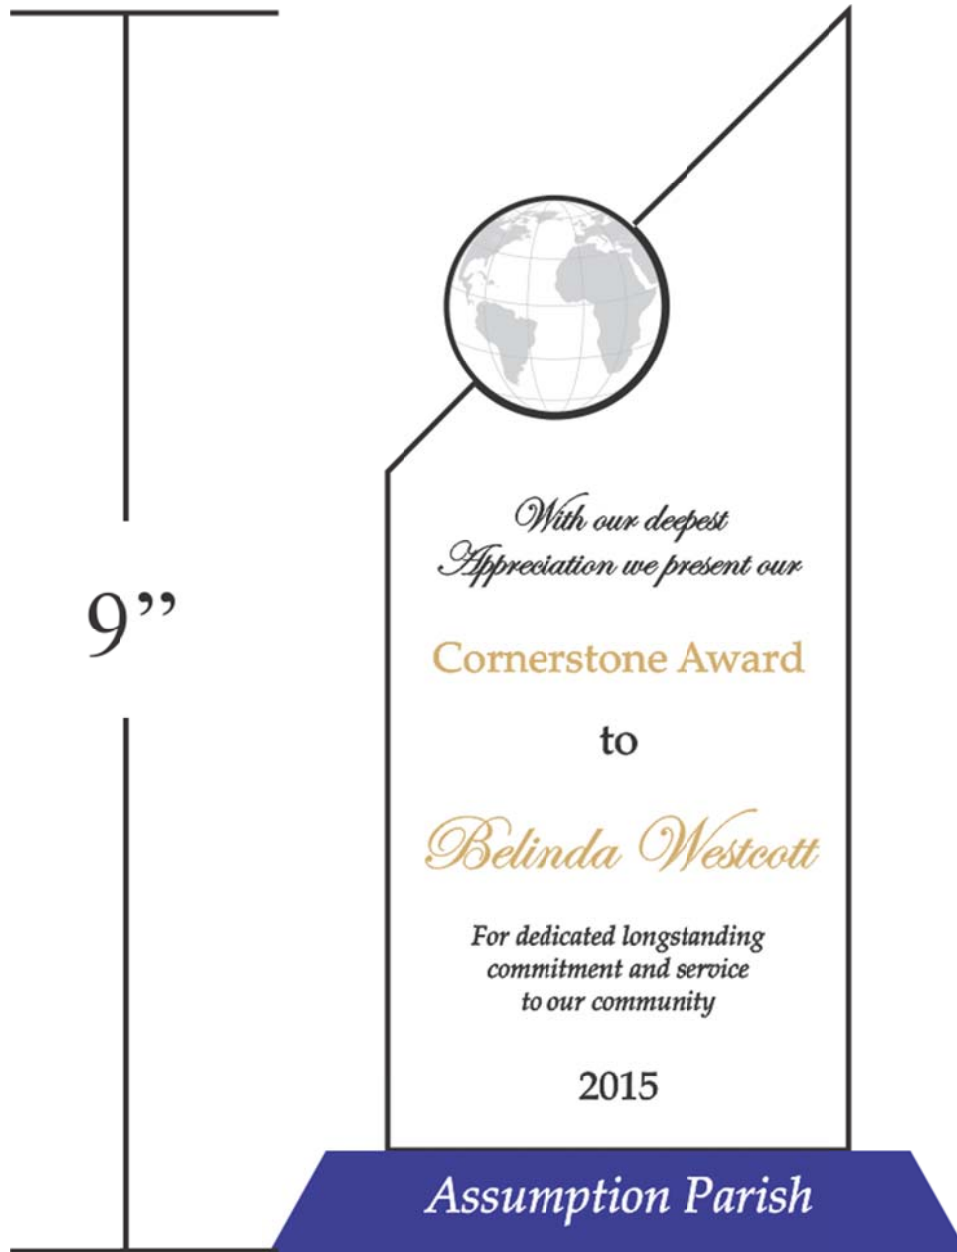 With our deepest
Appreciation we present our
Cornerstone Award
to
Belinda Westcott
For dedicated longstanding
commitment and service
to our community
2015
Assumption Parish
9”